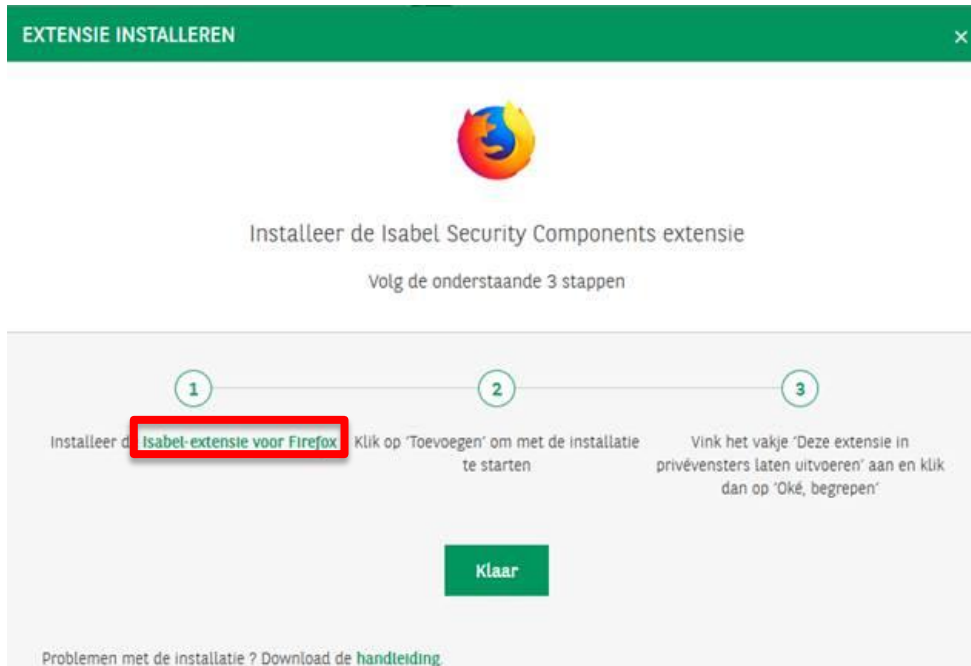 EXTENSIE INSTALLEREN ×
Installeer de Isabel Security Components extensie
Volg de onderstaande 3 stappen
1
2
3
Installeer d Isabel-extensie voor Firefox
Klik op 'Toevoegen' om met de installatie
te starten
Vink het vakje 'Deze extensie in
privévensters laten uitvoeren' aan en klik
dan op 'Oké, begrepen'
Klaar
Problemen met de installatie ? Download de handleiding.